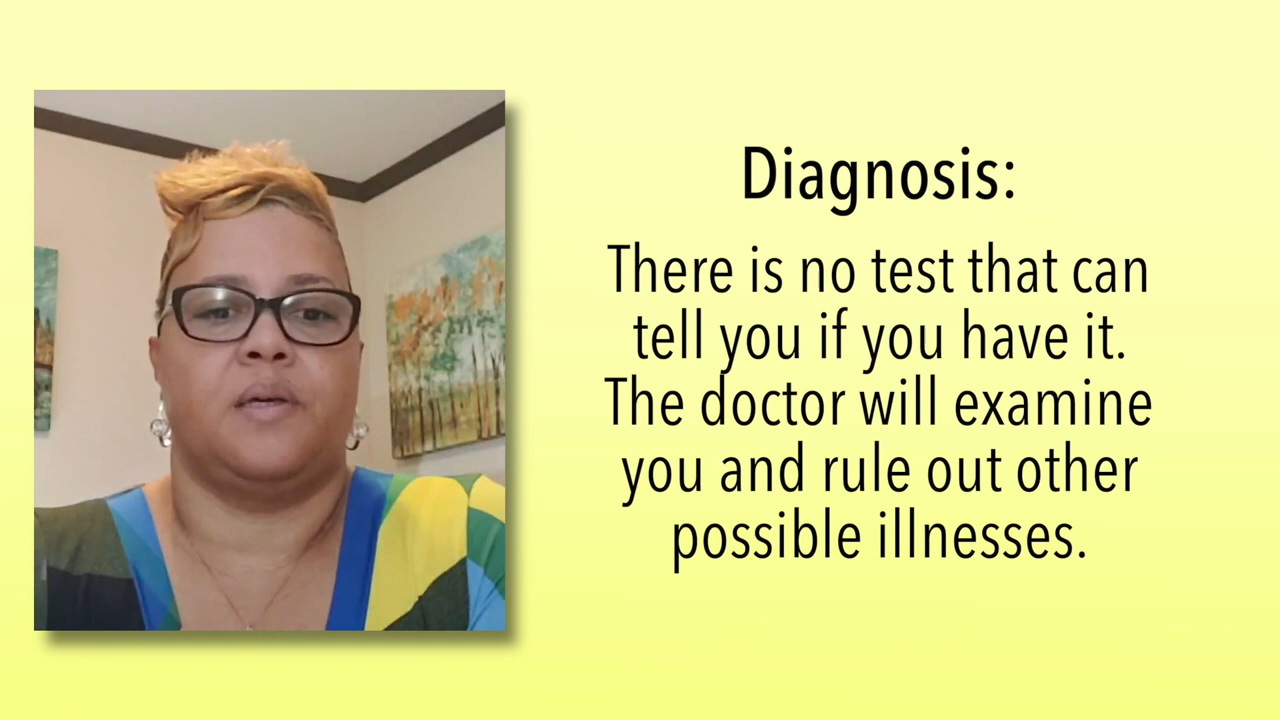 Diagnosis:
There is no test that can
tell you if you have it.
The doctor will examine
you and rule out other
possible illnesses.